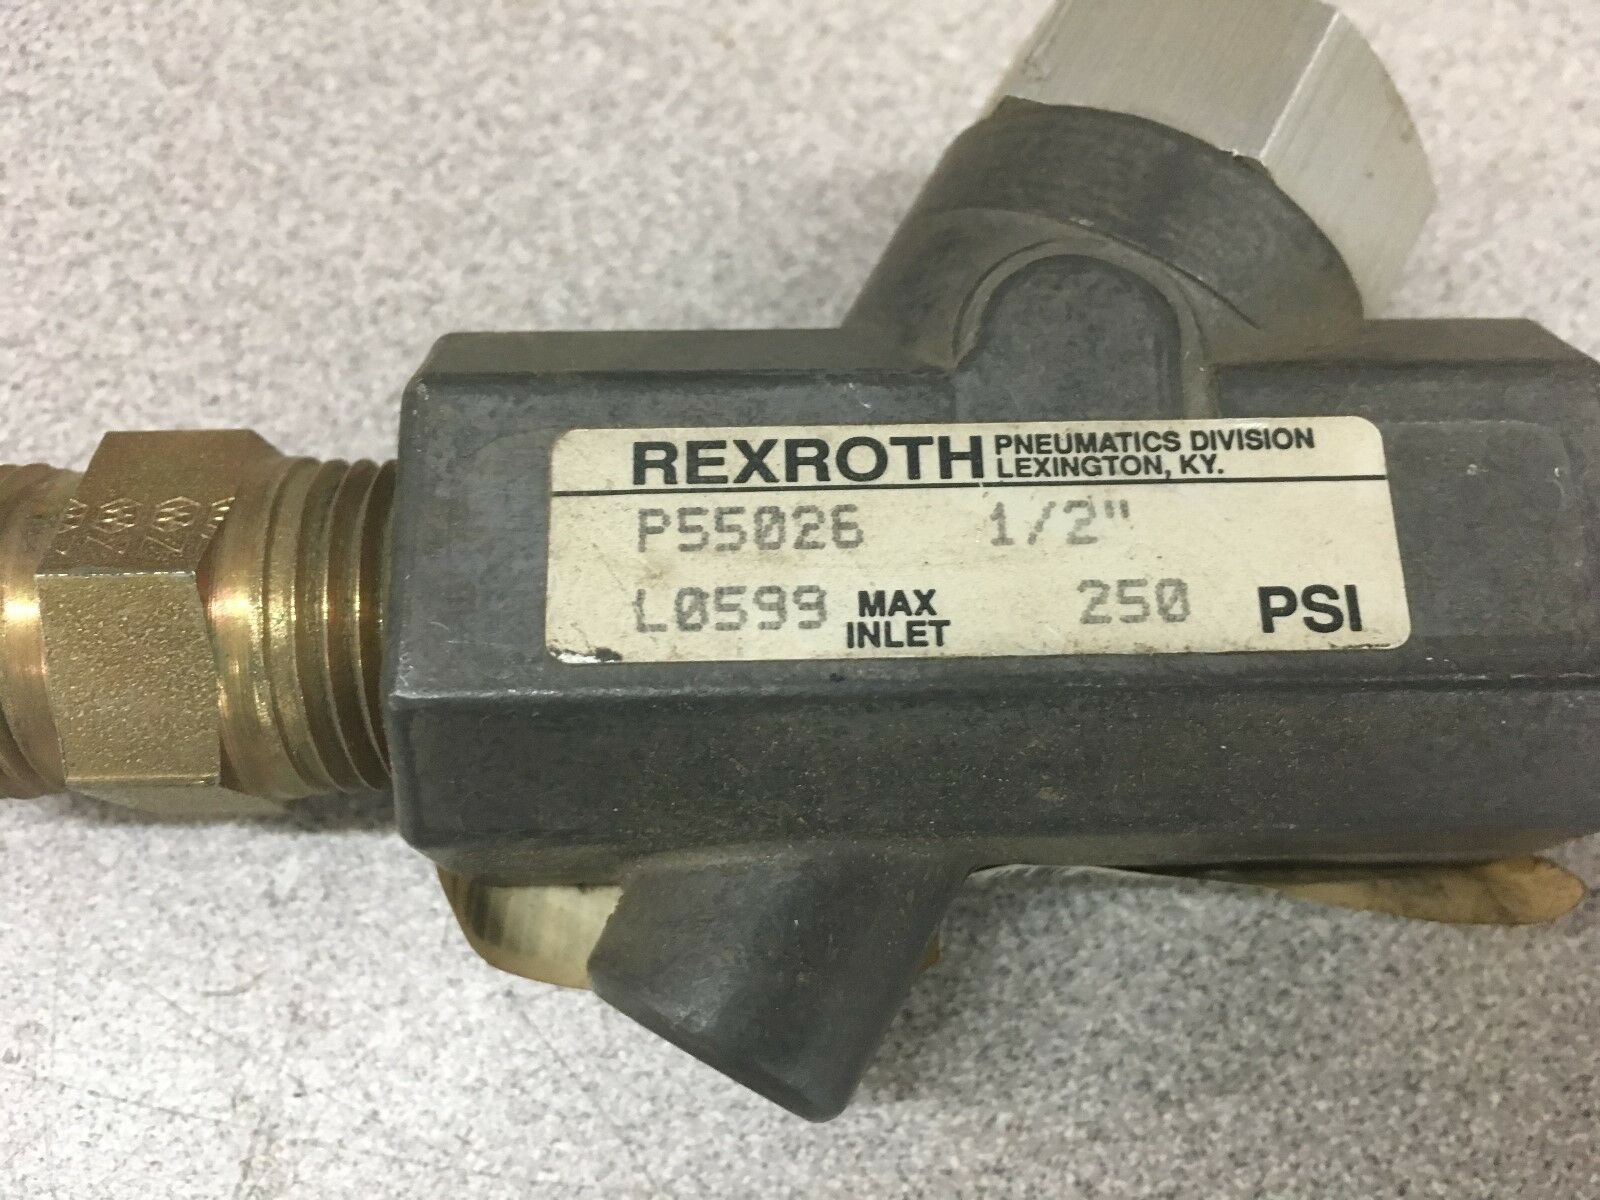 REXROTH PNEUMATICS DIVISION
LEXINGTON, KY.
P55026 1/2"
L0599 MAX INLET 250 PSI